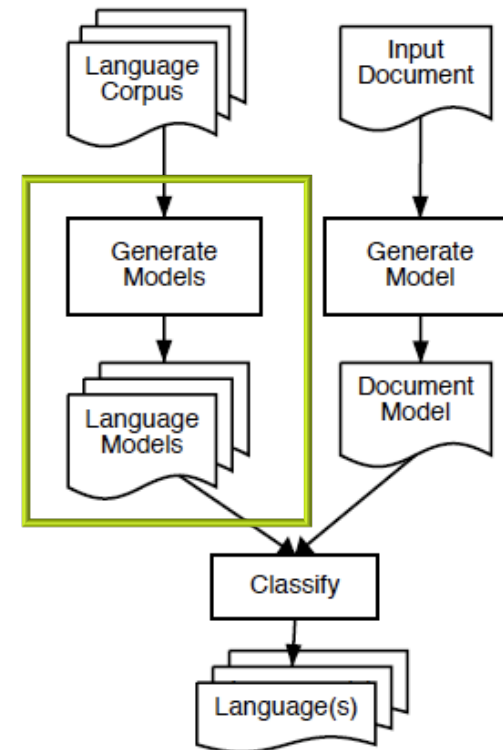 Language
Corpus
Input
Document
Generate
Models
Generate
Model
Language
Models
Document
Model
Classify
Language(s)